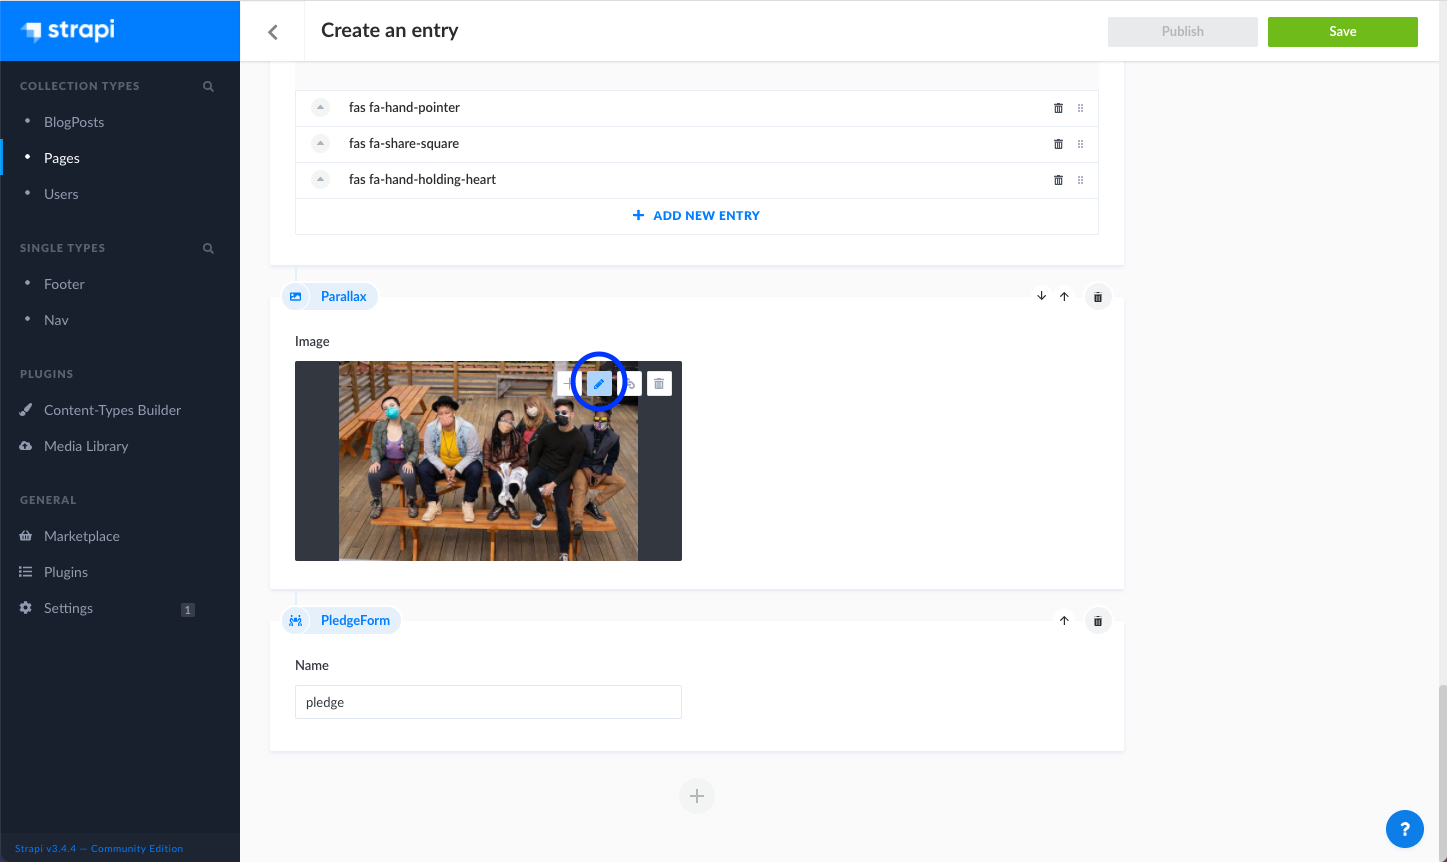 strapi
Create an entry
Publish
Save
COLLECTION TYPES
BlogPosts
Pages
Users
SINGLE TYPES
Footer
Nav
PLUGINS
Content-Types Builder
Media Library
GENERAL
Marketplace
Plugins
Settings
1
Strapi v3.4.4 — Community Edition
fas fa-hand-pointer
fas fa-share-square
fas fa-hand-holding-heart
ADD NEW ENTRY
Parallax
Image
PledgeForm
Name
pledge
?